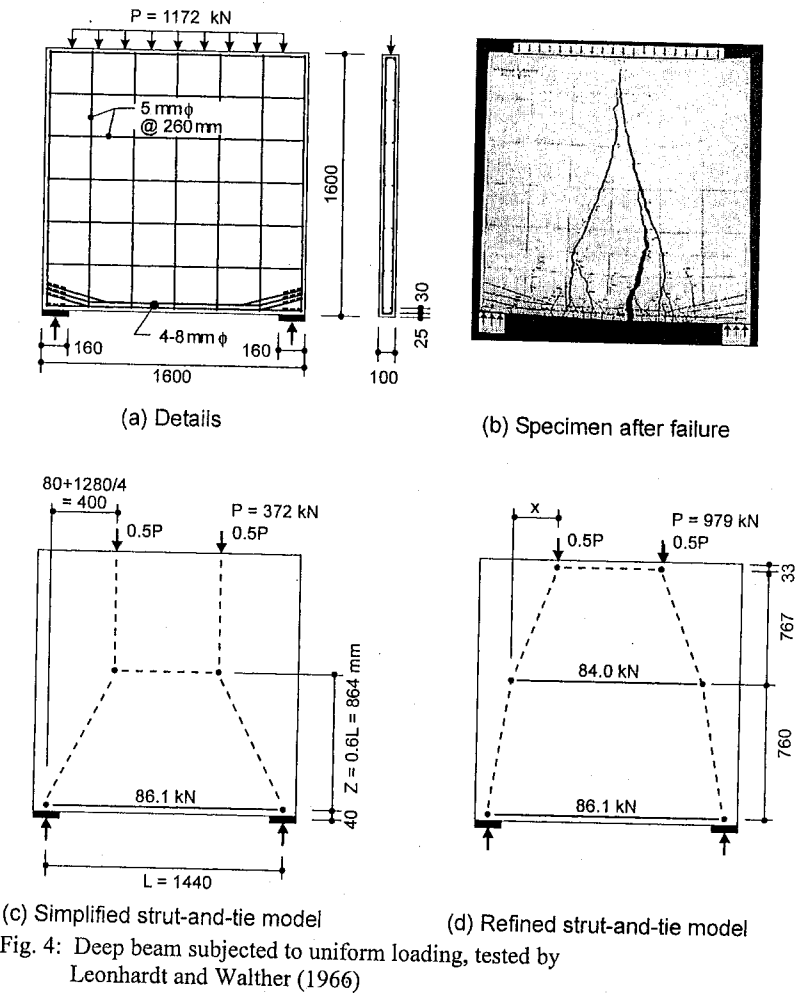 P = 1172 kN
5 mm ϕ
@ 260 mm
1600
4-8 mm ϕ
30
25
160
160
1600
100
(a) Details
(b) Specimen after failure
80+1280/4
= 400
P = 372 kN
0.5P
0.5P
Z = 0.6L = 864 mm
86.1 kN
40
L = 1440
x
P = 979 kN
0.5P
0.5P
33
767
84.0 kN
760
86.1 kN
(c) Simplified strut-and-tie model
(d) Refined strut-and-tie model
Fig. 4: Deep beam subjected to uniform loading, tested by
Leonhardt and Walther (1966)